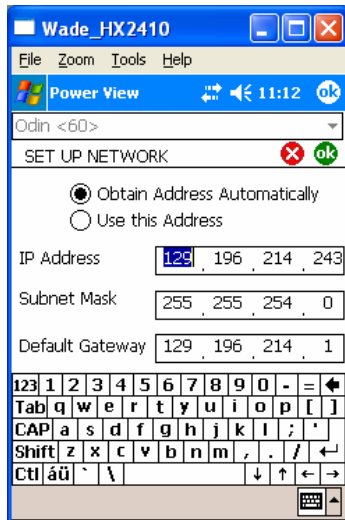 Wade_HX2410
File Zoom Tools Help
Power View 11:12 ok
Odin <60>
SET UP NETWORK ok
Obtain Address Automatically
Use this Address
IP Address 129 . 196 . 214 . 243
Subnet Mask 255 . 255 . 254 . 0
Default Gateway 129 . 196 . 214 . 1
123 1 2 3 4 5 6 7 8 9 0 - =
Tab q w e r t y u i o p [ ]
CAP a s d f g h j k l ; '
Shift z x c v b n m , . /
Ctl áü ` \